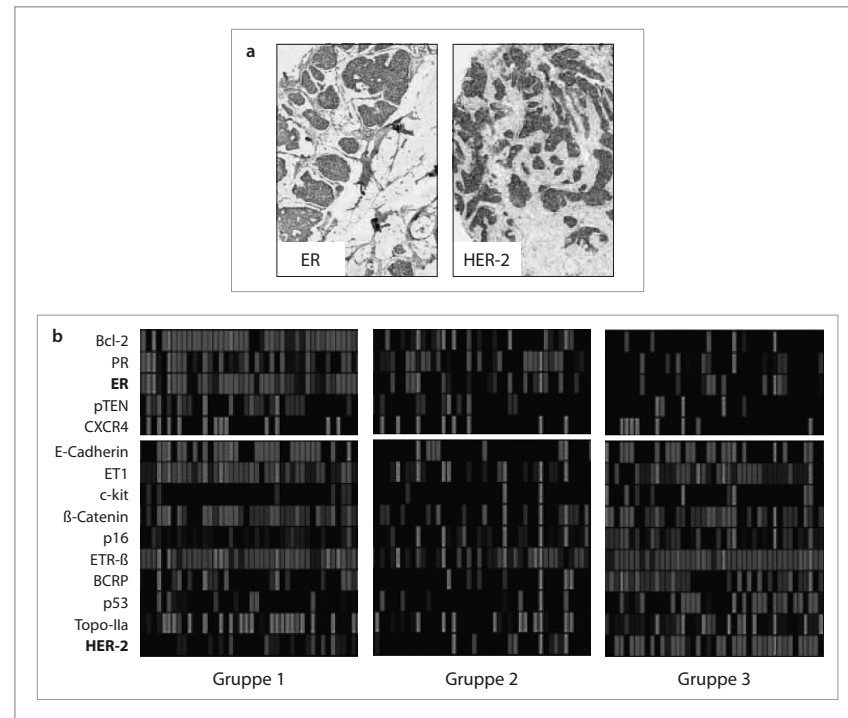 a
ER
HER-2
b
Bcl-2
PR
ER
pTEN
CXCR4
E-Cadherin
ET1
c-kit
ß-Catenin
p16
ETR-ß
BCRP
p53
Topo-IIa
HER-2
Gruppe 1
Gruppe 2
Gruppe 3